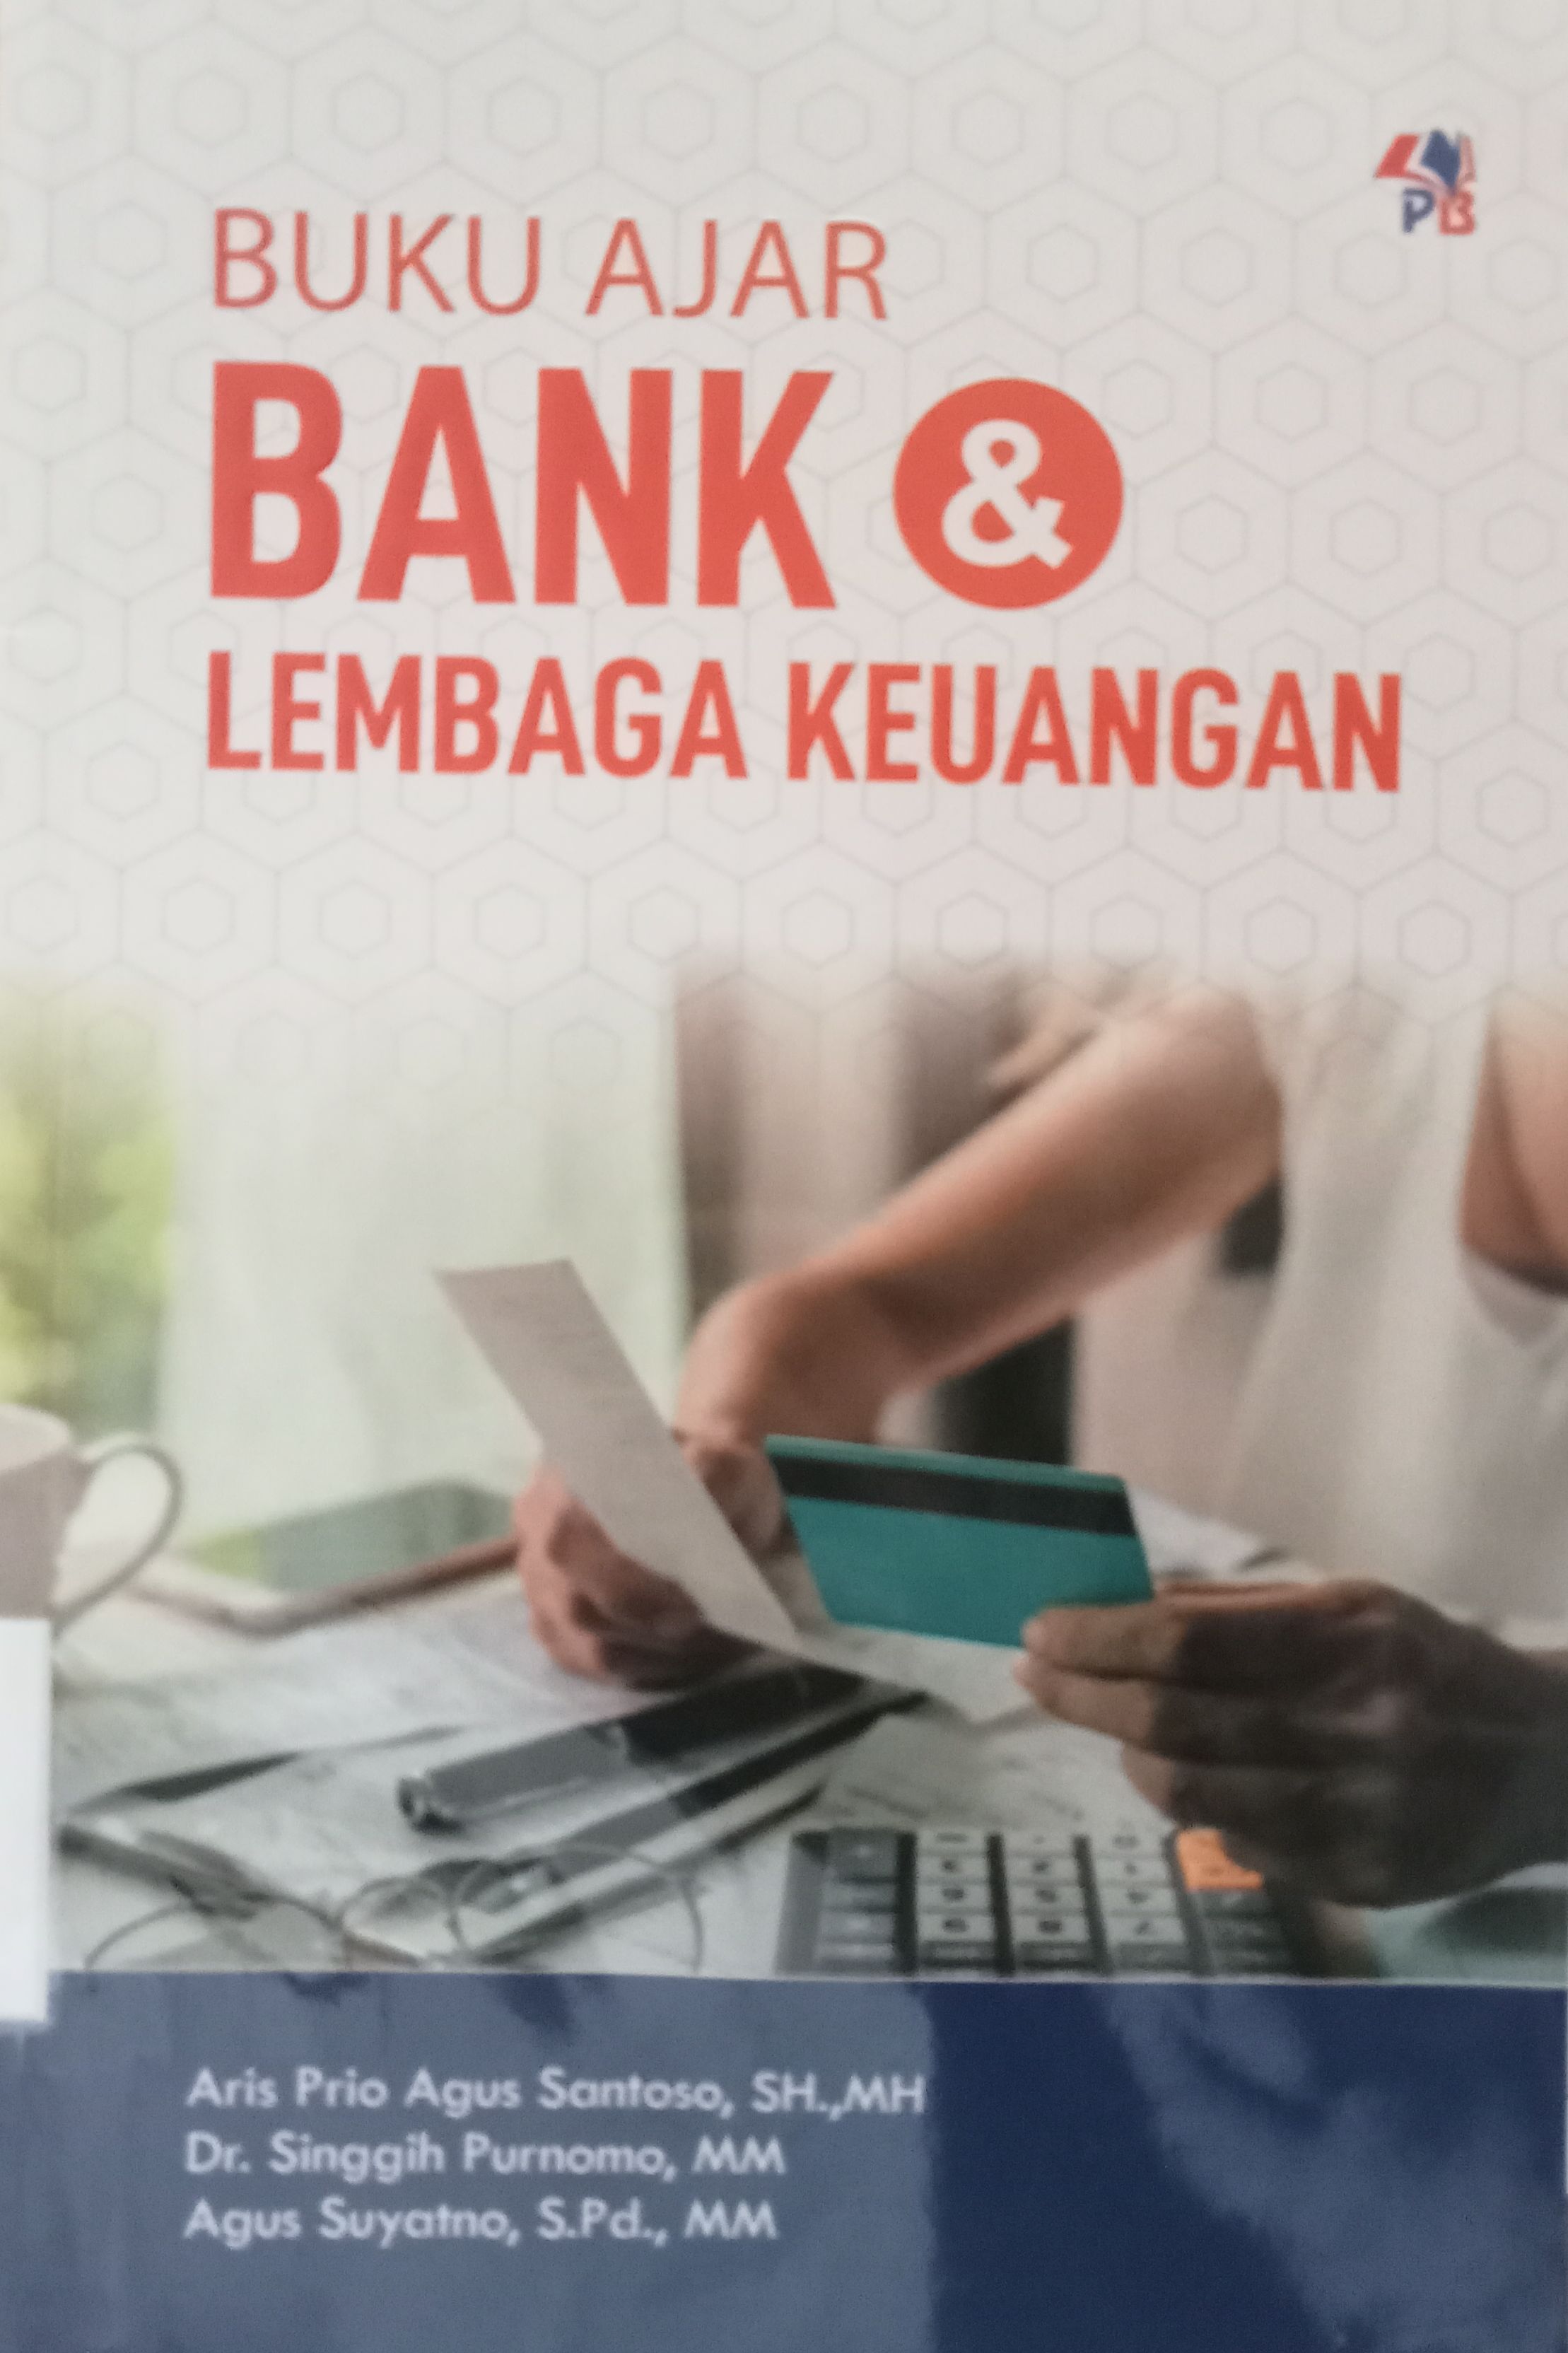 PB
BUKU AJAR
BANK &
LEMBAGA KEUANGAN
Aris Prio Agus Santoso, SH.,MH
Dr. Singgih Purnomo, MM
Agus Suyatno, S.Pd., MM